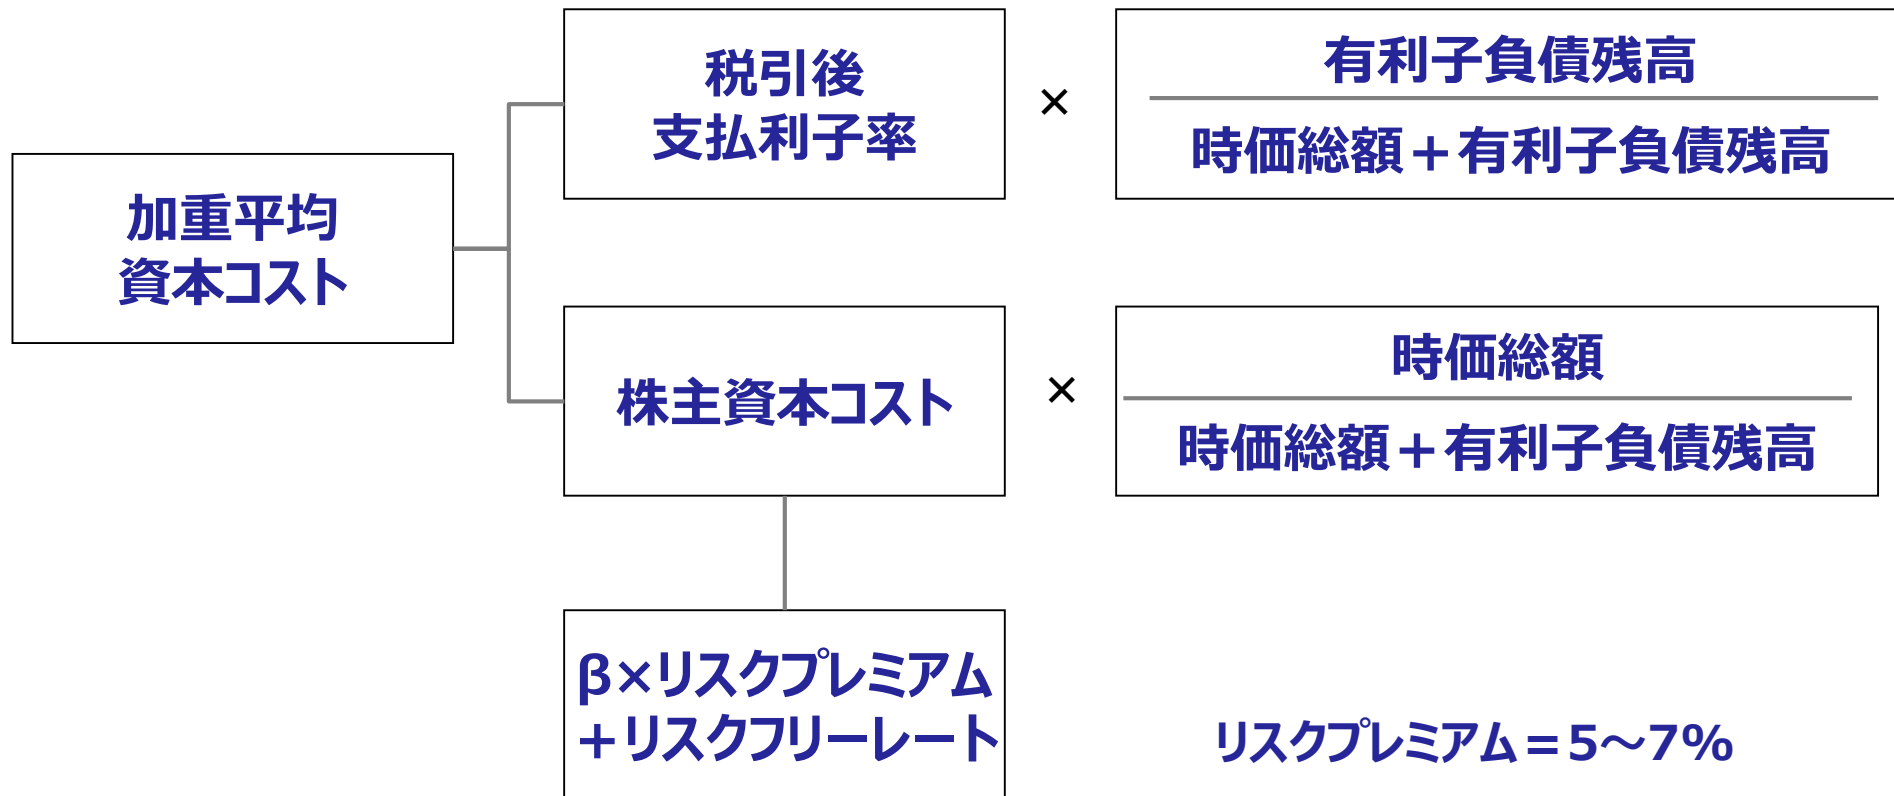 加重平均
資本コスト
税引後
支払利子率
×
有利子負債残高
時価総額+有利子負債残高
株主資本コスト
×
時価総額
時価総額+有利子負債残高
β×リスクプレミアム
+リスクフリーレート
リスクプレミアム=5~7%